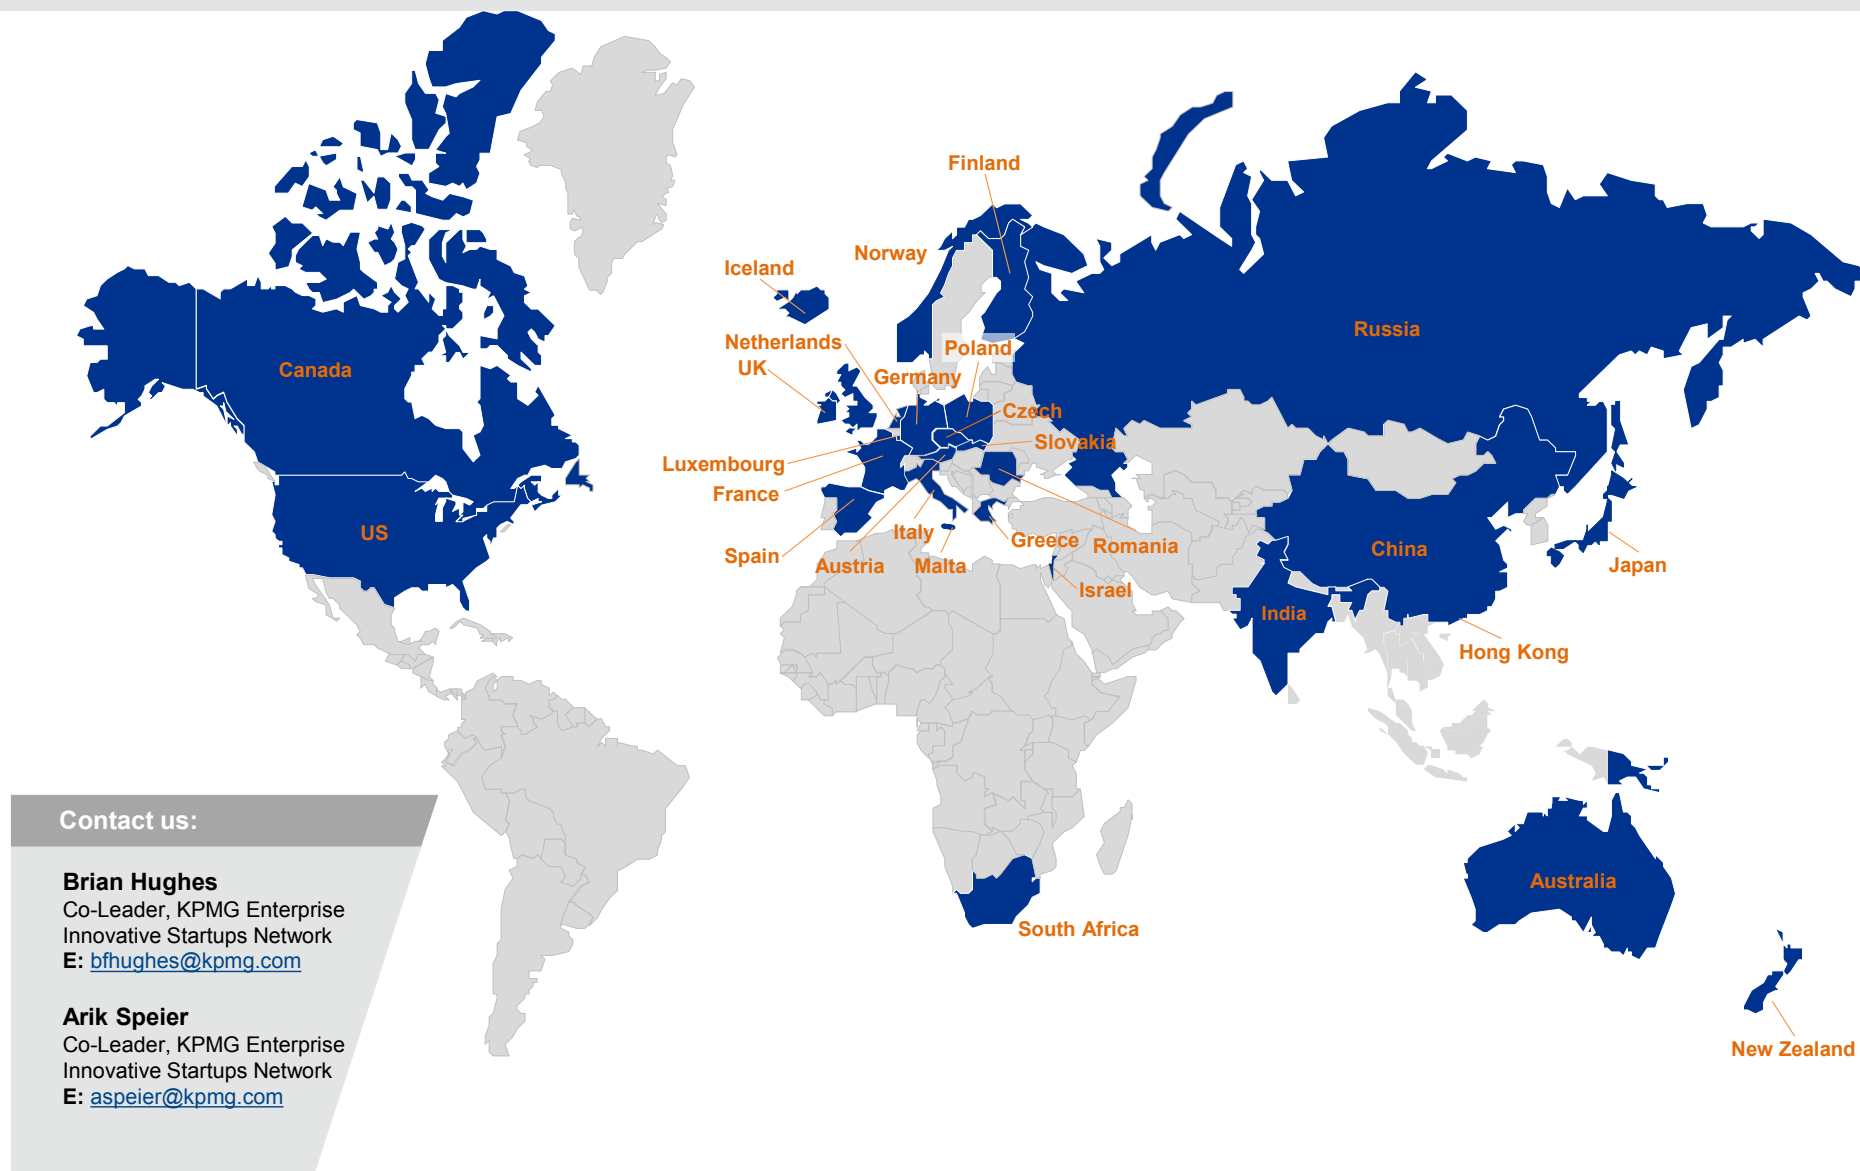 Finland
Norway
Iceland
Russia
Netherlands
Poland
UK
Canada
Germany
Czech
Slovakia
Luxembourg
France
US
Italy
Greece
Romania
China
Spain
Austria
Malta
Japan
Israel
India
Hong Kong
Australia
South Africa
New Zealand
Contact us:
Brian Hughes
Co-Leader, KPMG Enterprise
Innovative Startups Network
E: bfhughes@kpmg.com
Arik Speier
Co-Leader, KPMG Enterprise
Innovative Startups Network
E: aspeier@kpmg.com